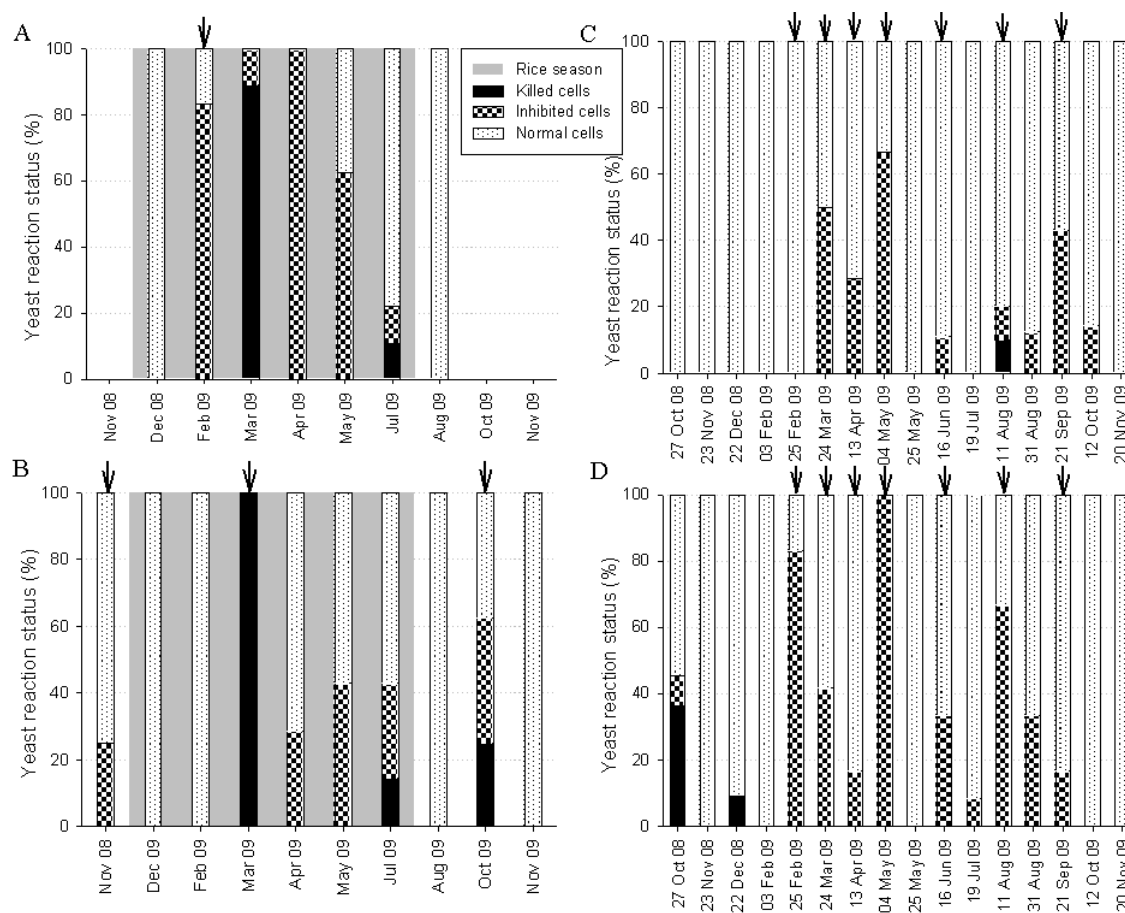 A
Yeast reaction status (%)
100
80
60
40
20
0
Nov 08
Dec 08
Feb 09
Mar 09
Apr 09
May 09
Jul 09
Aug 09
Oct 09
Nov 09
Rice season
Killed cells
Inhibited cells
Normal cells
C
Yeast reaction status (%)
100
80
60
40
20
0
27 Oct 08
23 Nov 08
22 Dec 08
03 Feb 09
25 Feb 09
24 Mar 09
13 Apr 09
04 May 09
25 May 09
16 Jun 09
19 Jul 09
11 Aug 09
31 Aug 09
21 Sep 09
12 Oct 09
20 Nov 09
B
Yeast reaction status (%)
100
80
60
40
20
0
Nov 08
Dec 09
Feb 09
Mar 09
Apr 09
May 09
Jul 09
Aug 09
Oct 09
Nov 09
D
Yeast reaction status (%)
100
80
60
40
20
0
27 Oct 08
23 Nov 08
22 Dec 08
03 Feb 09
25 Feb 09
24 Mar 09
13 Apr 09
04 May 09
25 May 09
16 Jun 09
19 Jul 09
11 Aug 09
31 Aug 09
21 Sep 09
12 Oct 09
20 Nov